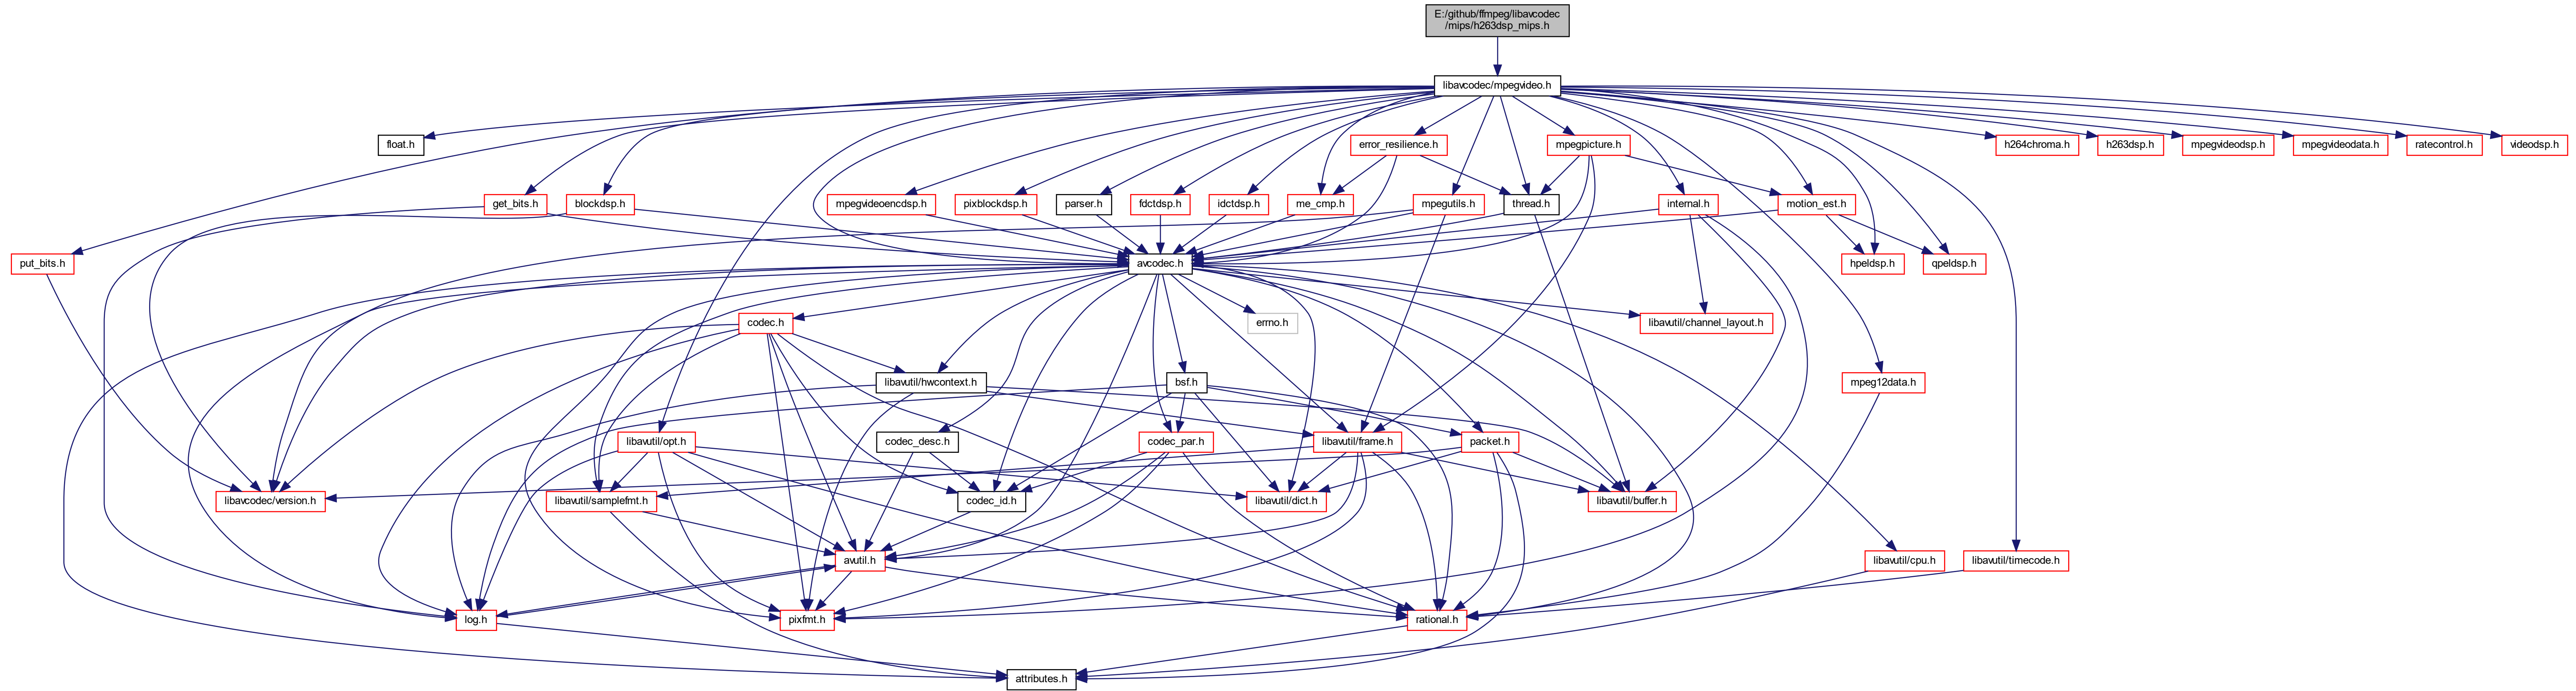 E:/github/ffmpeg/libavcodec
/mips/h263dsp_mips.h
libavcodec/mpegvideo.h
float.h
error_resilience.h
mpegpicture.h
h264chroma.h
h263dsp.h
mpegvideodsp.h
mpegvideodata.h
ratecontrol.h
videodsp.h
get_bits.h
blockdsp.h
mpegvideoencdsp.h
pixblockdsp.h
parser.h
fdctdsp.h
idctdsp.h
me_cmp.h
mpegutils.h
thread.h
internal.h
motion_est.h
put_bits.h
avcodec.h
hpeldsp.h
qpeldsp.h
codec.h
errno.h
libavutil/channel_layout.h
libavutil/hwcontext.h
bsf.h
mpeg12data.h
libavutil/opt.h
codec_desc.h
codec_par.h
libavutil/frame.h
packet.h
libavcodec/version.h
libavutil/samplefmt.h
codec_id.h
libavutil/dict.h
libavutil/buffer.h
avutil.h
libavutil/cpu.h
libavutil/timecode.h
log.h
pixfmt.h
rational.h
attributes.h